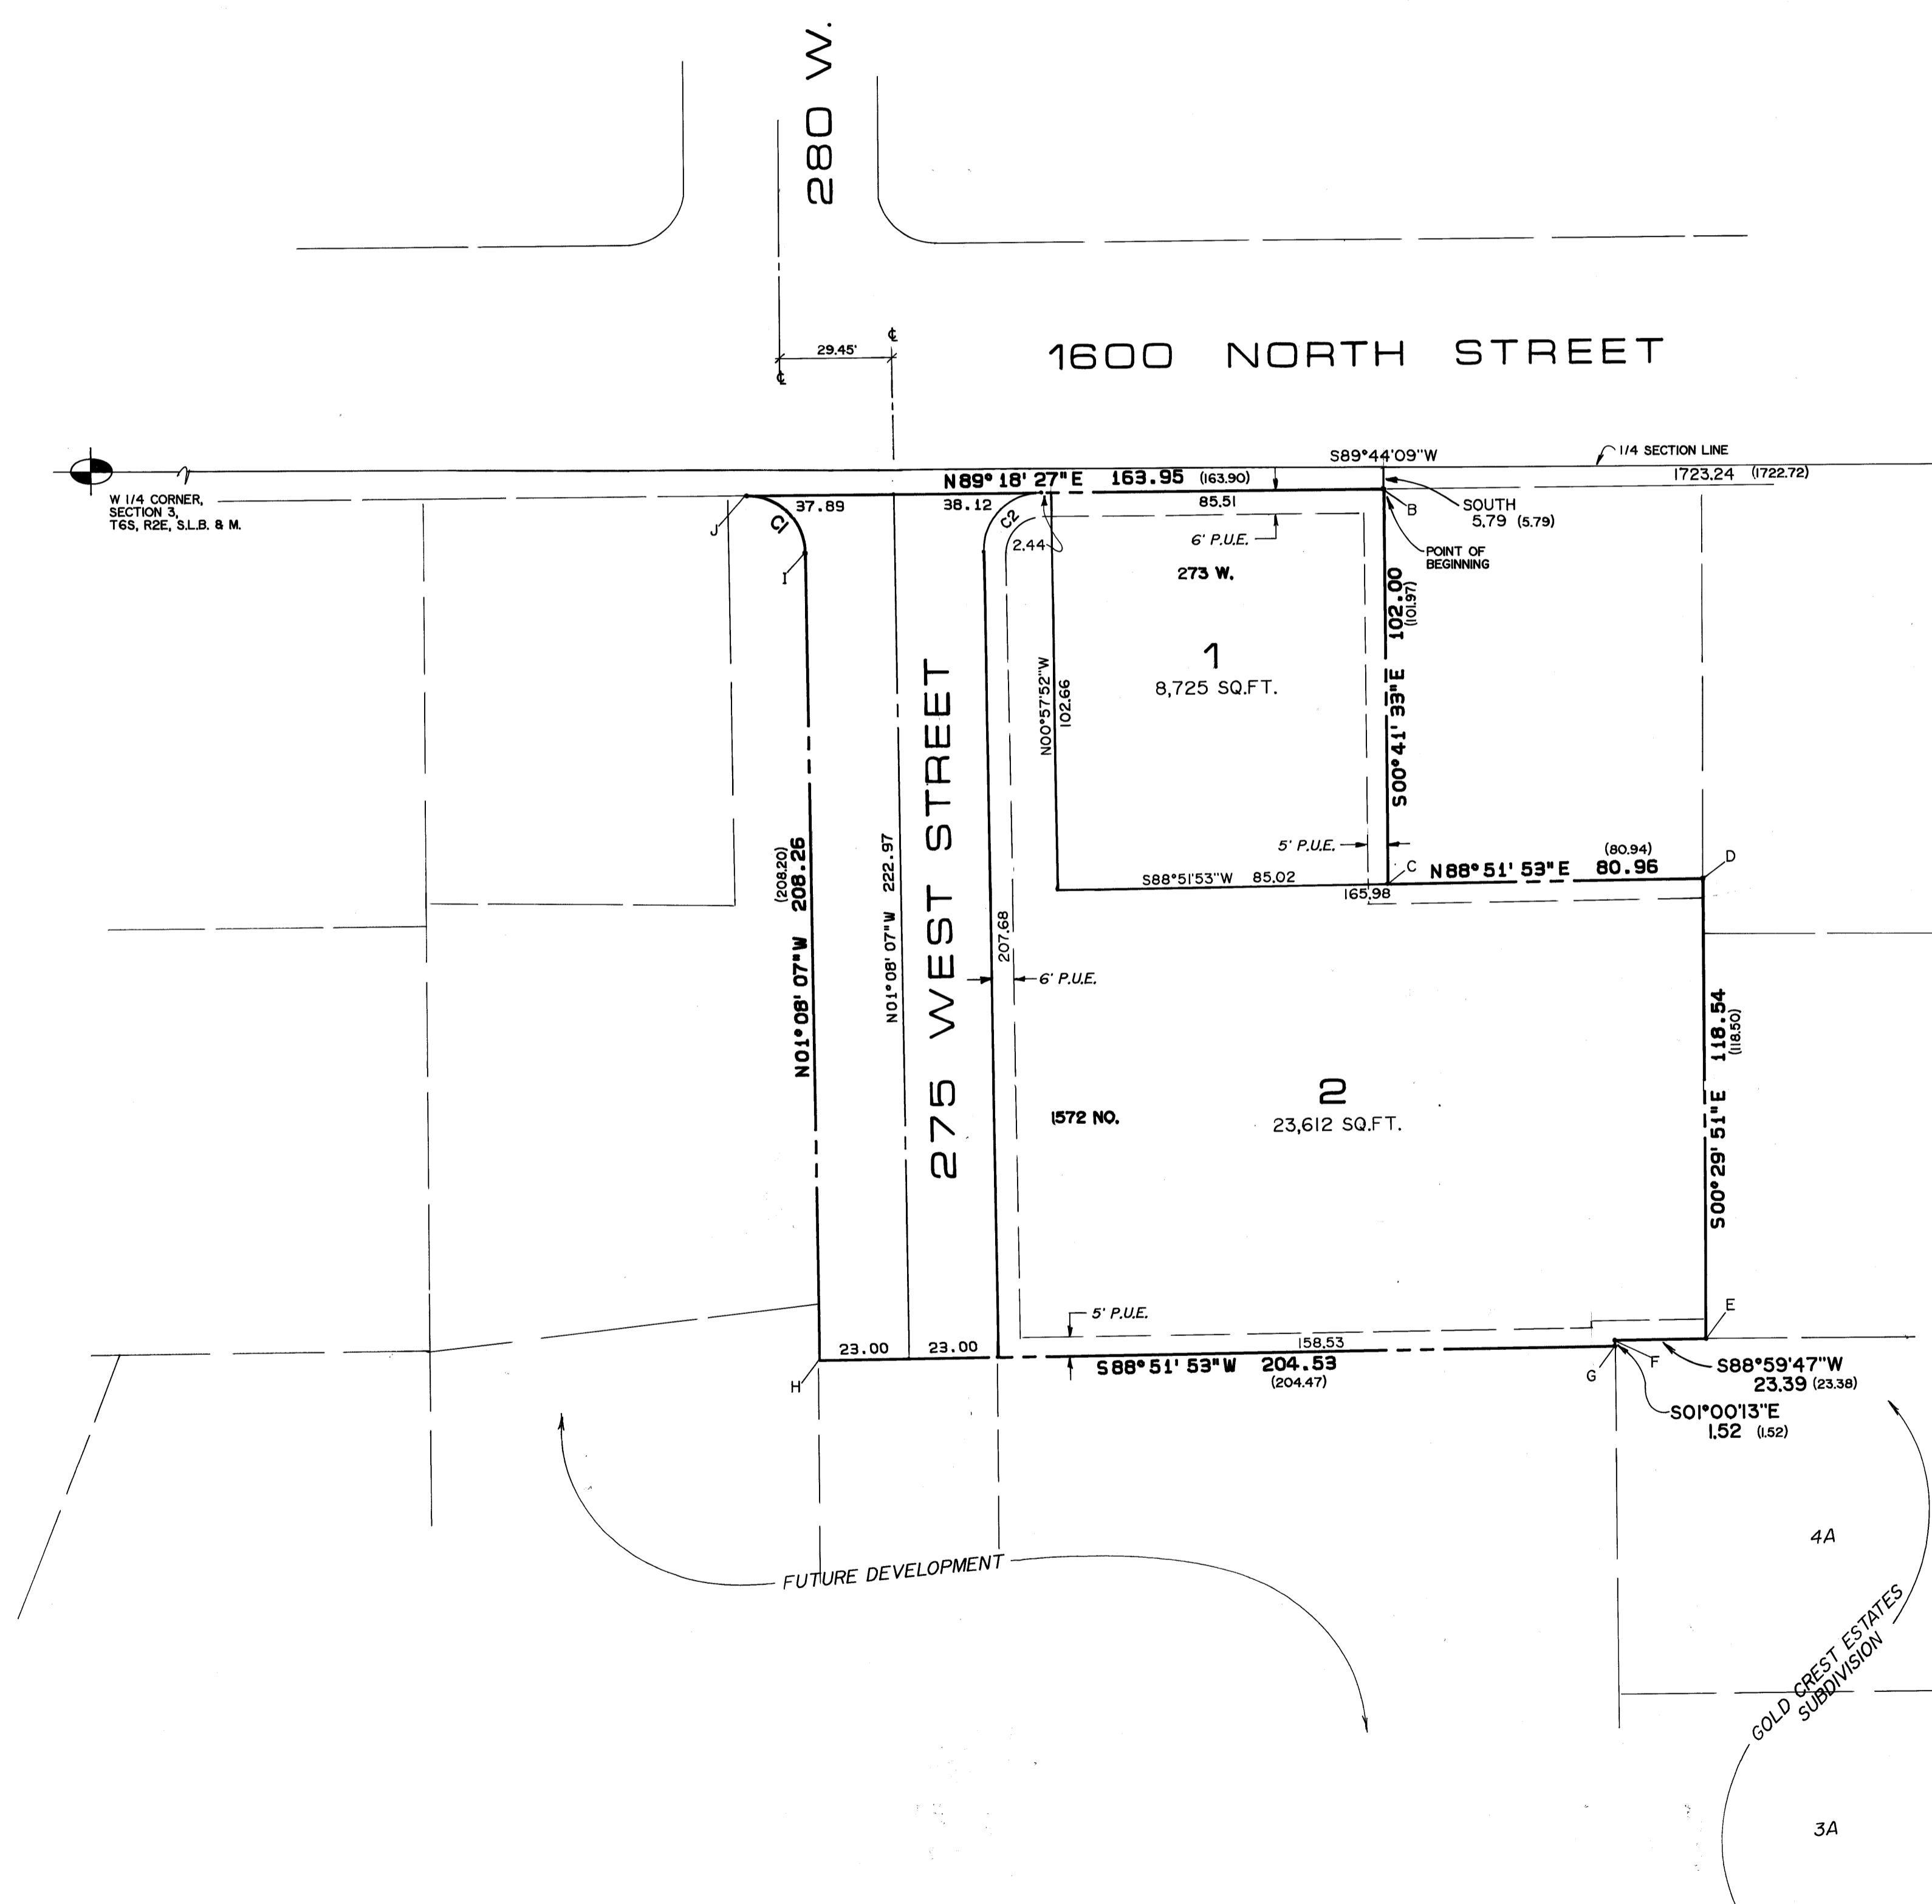 280 W.
29.45'
℄
℄
1600 NORTH STREET
W 1/4 CORNER,
SECTION 3,
T6S, R2E, S.L.B. & M.
S89°44'09"W
1/4 SECTION LINE
1723.24 (1722.72)
N89°18'27"E 163.95 (163.90)
37.89
38.12
85.51
SOUTH
5.79 (5.79)
J
C1
C2
B
2.44
6' P.U.E.
POINT OF
BEGINNING
I
273 W.
102.00
(101.97)
S00°41'33"E
1
8,725 SQ.FT.
N00°57'52"W
102.66
275 WEST STREET
N01°08'07"W 208.26
(208.20)
N01°08'07"W 222.97
5' P.U.E.
C
N88°51'53"E 80.96
(80.94)
D
S88°51'53"W 85.02
165.98
207.68
6' P.U.E.
118.54
(118.50)
S00°29'51"E
2
23,612 SQ.FT.
1572 NO.
5' P.U.E.
E
23.00
23.00
158.53
S88°51'53"W 204.53
(204.47)
H
G
F
S88°59'47"W
23.39 (23.38)
S01°00'13"E
1.52 (1.52)
FUTURE DEVELOPMENT
4A
GOLD CREST ESTATES
SUBDIVISION
3A